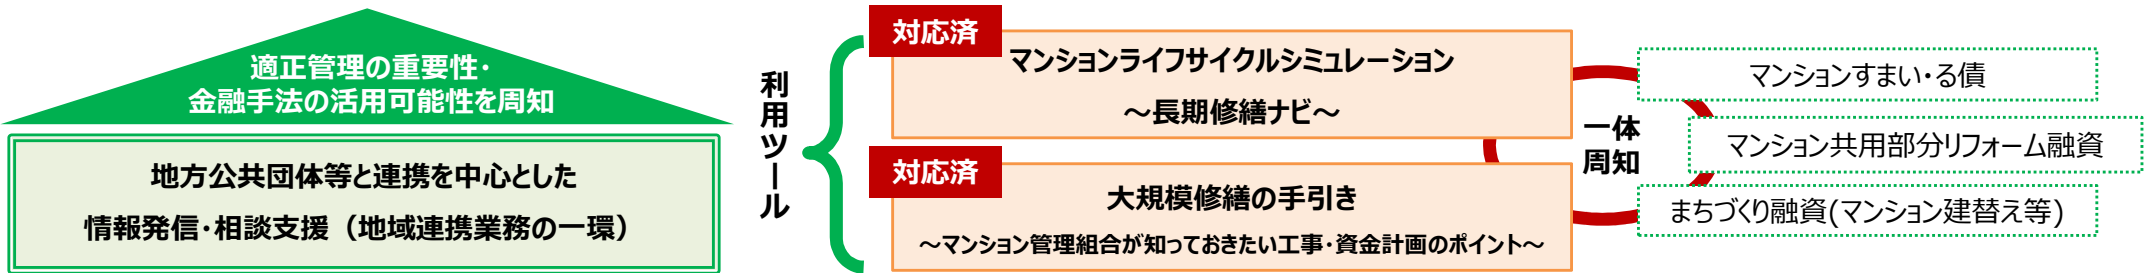 適正管理の重要性・
金融手法の活用可能性を周知
地方公共団体等と連携を中心とした
情報発信・相談支援（地域連携業務の一環）
利用ツール
対応済
マンションライフサイクルシミュレーション
～長期修繕ナビ～
対応済
大規模修繕の手引き
～マンション管理組合が知っておきたい工事・資金計画のポイント～
一体
周知
マンションすまい・る債
マンション共用部分リフォーム融資
まちづくり融資(マンション建替え等)